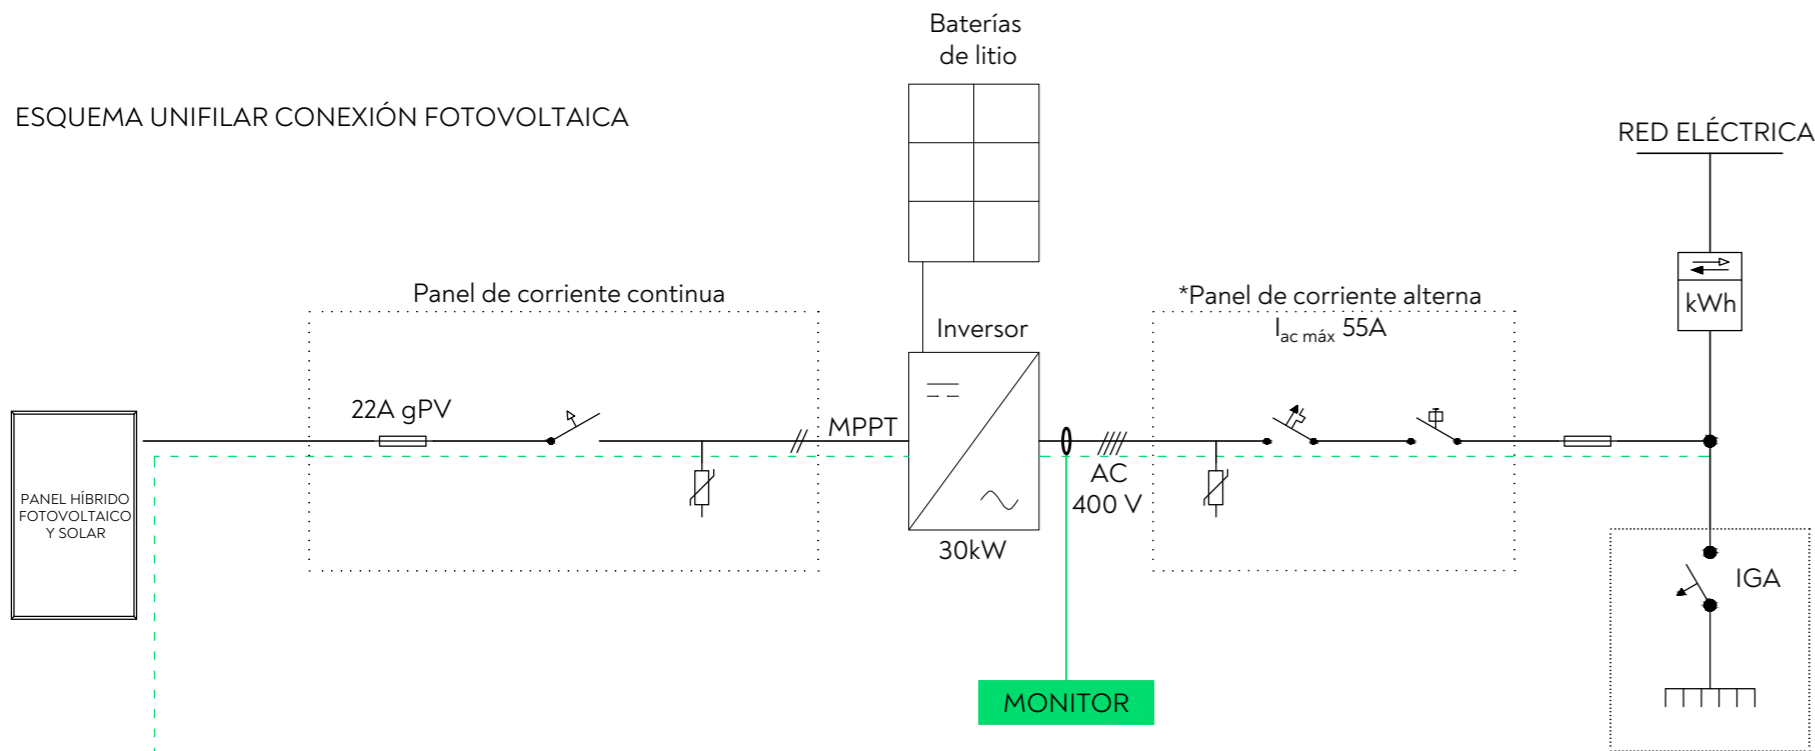 Baterías
de litio
ESQUEMA UNIFILAR CONEXIÓN FOTOVOLTAICA
RED ELÉCTRICA
Panel de corriente continua
*Panel de corriente alterna
I ac máx 55A
kWh
Inversor
22A gPV
MPPT
AC
400 V
PANEL HÍBRIDO
FOTOVOLTAICO
Y SOLAR
30kW
IGA
MONITOR